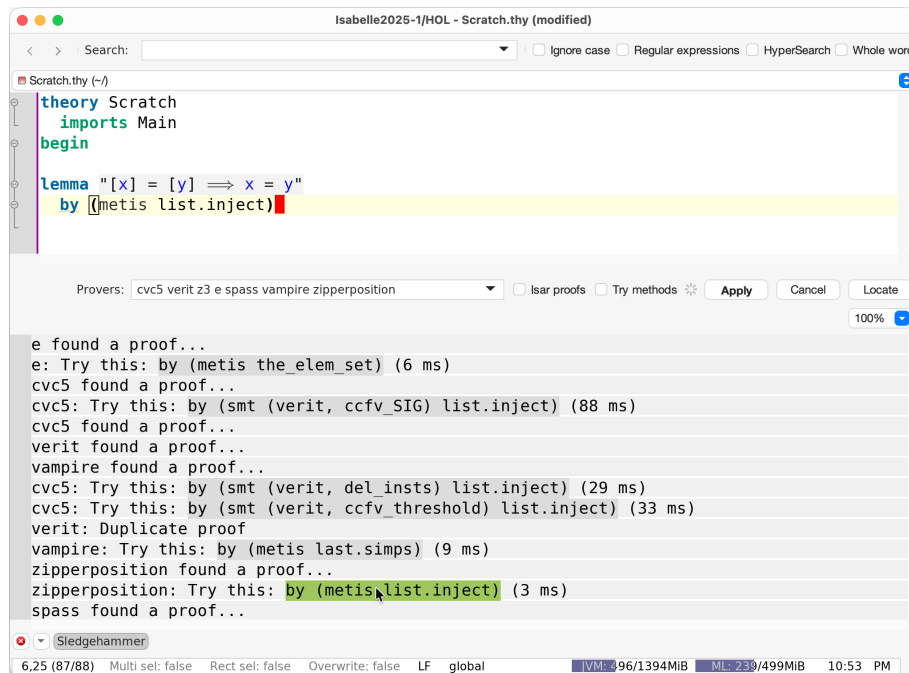 Isabelle2025-1/HOL - Scratch.thy (modified)
Search: Ignore case Regular expressions HyperSearch Whole word
Scratch.thy (~/)
theory Scratch
imports Main
begin
lemma "[x] = [y] ⟹ x = y"
by (metis list.inject)
Provers: cvc5 verit z3 e spass vampire zipperposition Isar proofs Try methods Apply Cancel Locate
100%
e found a proof...
e: Try this: by (metis the_elem_set) (6 ms)
cvc5 found a proof...
cvc5: Try this: by (smt (verit, ccfv_SIG) list.inject) (88 ms)
cvc5 found a proof...
verit found a proof...
vampire found a proof...
cvc5: Try this: by (smt (verit, del_insts) list.inject) (29 ms)
cvc5: Try this: by (smt (verit, ccfv_threshold) list.inject) (33 ms)
verit: Duplicate proof
vampire: Try this: by (metis last.simps) (9 ms)
zipperposition found a proof...
zipperposition: Try this: by (metis list.inject) (3 ms)
spass found a proof...
Sledgehammer
6,25 (87/88) Multi sel: false Rect sel: false Overwrite: false LF global JVM: 496/1394MiB ML: 239/499MiB 10:53 PM